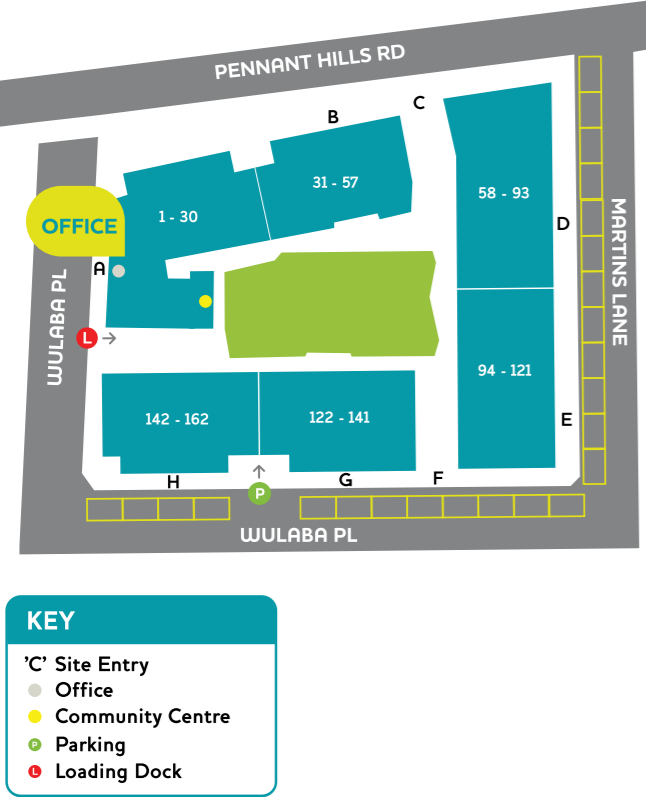 PENNANT HILLS RD
C
B
31 - 57
58 - 93
1 - 30
OFFICE
D
A
MARTINS LANE
WULABA PL
L
94 - 121
142 - 162
122 - 141
E
H
G
F
P
WULABA PL
KEY
’C’ Site Entry
Office
Community Centre
P Parking
L Loading Dock